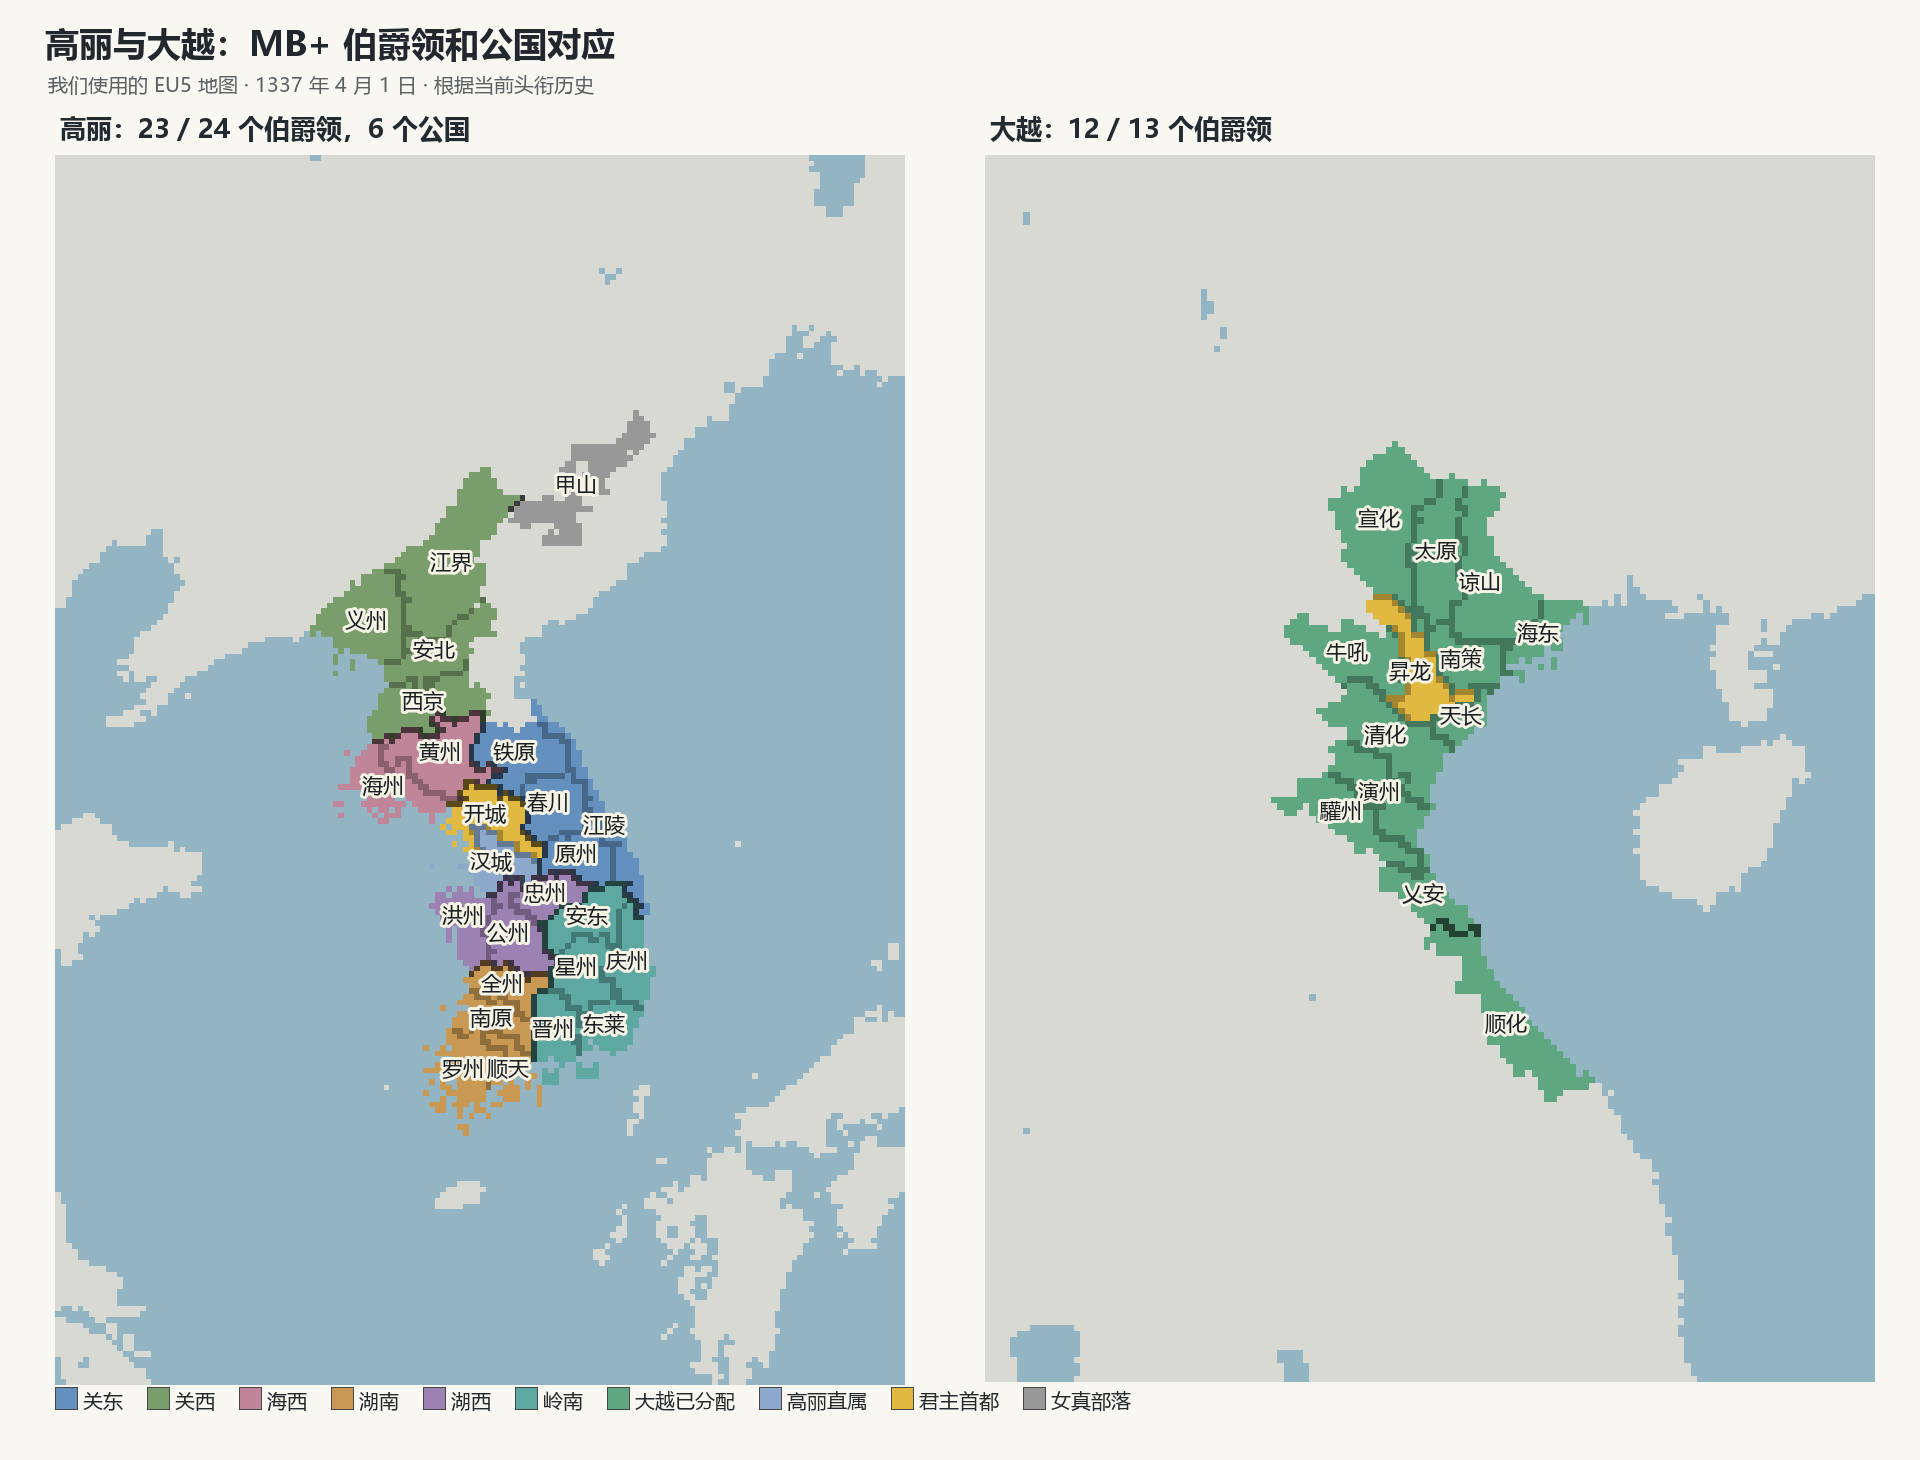 高丽与大越：MB+ 伯爵领和公国对应
我们使用的 EU5 地图 · 1337 年 4 月 1 日 · 根据当前头衔历史
高丽：23 / 24 个伯爵领，6 个公国
大越：12 / 13 个伯爵领
甲山
江界
义州
安北
西京
黄州
铁原
海州
开城
春川
江陵
汉城
原州
忠州
洪州
安东
公州
星州
庆州
全州
南原
晋州
东莱
罗州
顺天
宣化
太原
谅山
海东
牛吼
昇龙
南策
天长
清化
演州
驩州
乂安
顺化
关东
关西
海西
湖南
湖西
岭南
大越已分配
高丽直属
君主首都
女真部落